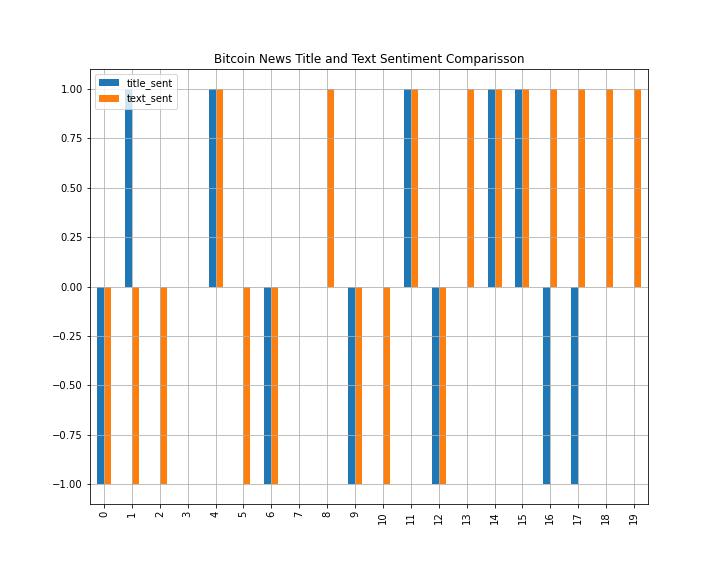 Bitcoin News Title and Text Sentiment Comparisson
title_sent
text_sent
1.00
0.75
0.50
0.25
0.00
−0.25
−0.50
−0.75
−1.00
0 1 2 3 4 5 6 7 8 9 10 11 12 13 14 15 16 17 18 19